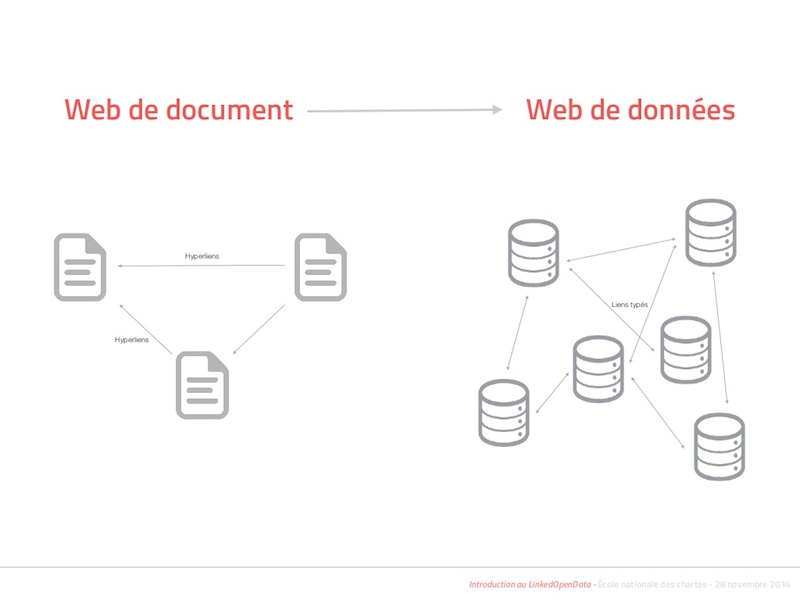 Web de document
Web de données
Hyperliens
Hyperliens
Liens typés
Introduction au LinkedOpenData - École nationale des chartes - 28 novembre 2014